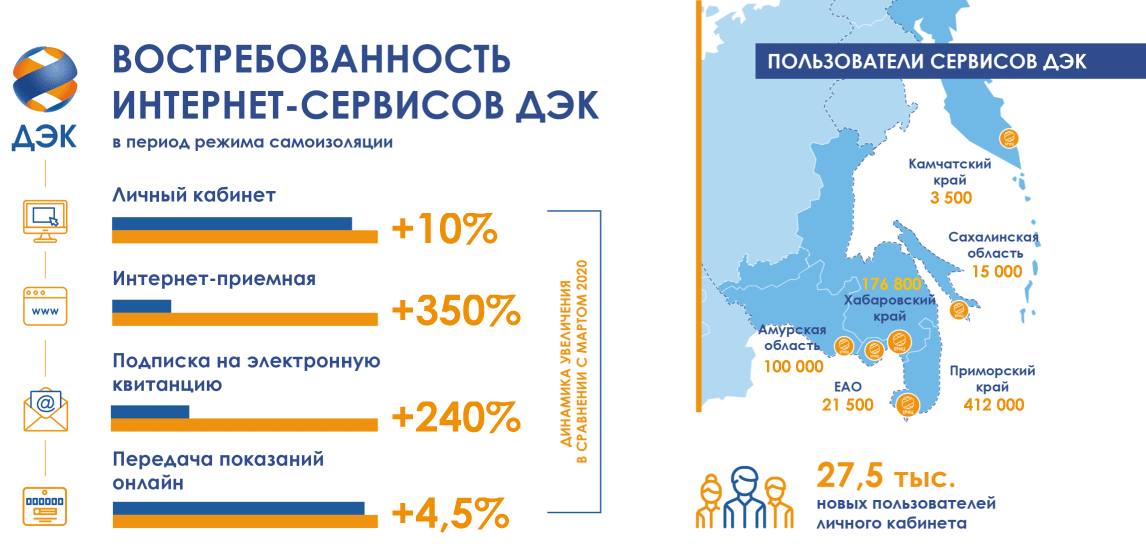 ДЭК
ВОСТРЕБОВАННОСТЬ
ИНТЕРНЕТ-СЕРВИСОВ ДЭК
в период режима самоизоляции
Личный кабинет
+10%
Интернет-приемная
www
+350%
Подписка на электронную
квитанцию
@
+240%
Передача показаний
онлайн
+4,5%
ДИНАМИКА УВЕЛИЧЕНИЯ
В СРАВНЕНИИ С МАРТОМ 2020
ПОЛЬЗОВАТЕЛИ СЕРВИСОВ ДЭК
Камчатский
край
3 500
Сахалинская
область
15 000
176 800
Хабаровский
край
Амурская
область
100 000
ЕАО
21 500
Приморский
край
412 000
27,5 тыс.
новых пользователей
личного кабинета